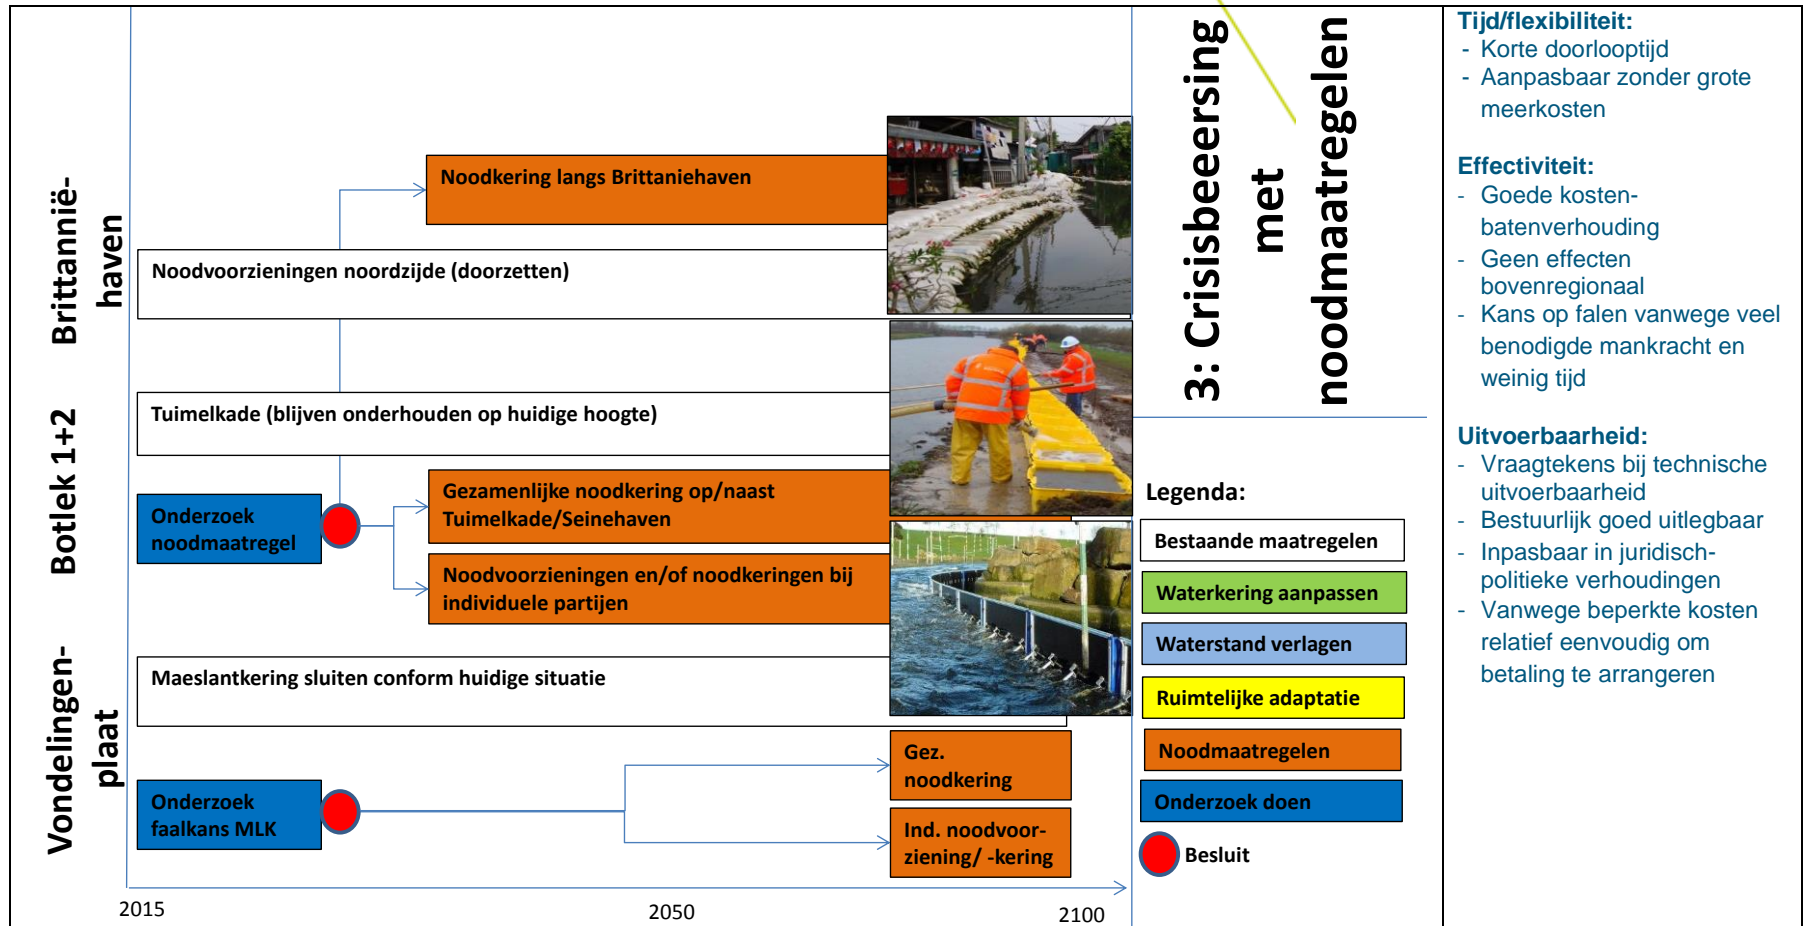 Brittannië-
haven
Noodkering langs Brittaniehaven
Noodvoorzieningen noordzijde (doorzetten)
Botlek 1+2
Tuimelkade (blijven onderhouden op huidige hoogte)
Onderzoek
noodmaatregel
Gezamenlijke noodkering op/naast
Tuimelkade/Seinehaven
Noodvoorzieningen en/of noodkeringen bij
individuele partijen
Vondelingen-
plaat
Maeslantkering sluiten conform huidige situatie
Onderzoek
faalkans MLK
Gez.
noodkering
Ind. noodvoor-
ziening/ -kering
2015
2050
2100
3: Crisisbeeersing
met
noodmaatregelen
Legenda:
Bestaande maatregelen
Waterkering aanpassen
Waterstand verlagen
Ruimtelijke adaptatie
Noodmaatregelen
Onderzoek doen
Besluit
Tijd/flexibiliteit:
- Korte doorlooptijd
- Aanpasbaar zonder grote
meerkosten
Effectiviteit:
- Goede kosten-
batenverhouding
- Geen effecten
bovenregionaal
- Kans op falen vanwege veel
benodigde mankracht en
weinig tijd
Uitvoerbaarheid:
- Vraagtekens bij technische
uitvoerbaarheid
- Bestuurlijk goed uitlegbaar
- Inpasbaar in juridisch-
politieke verhoudingen
- Vanwege beperkte kosten
relatief eenvoudig om
betaling te arrangeren